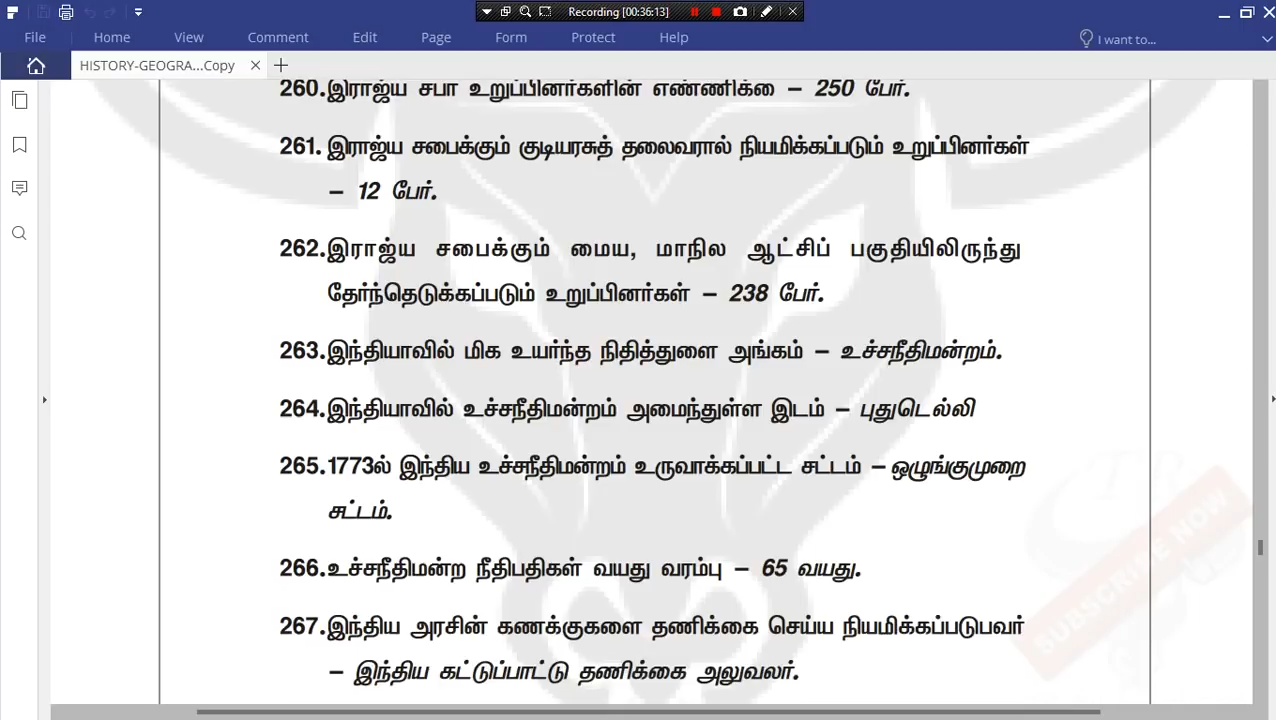 Recording [00:36:13]
File Home View Comment Edit Page Form Protect Help I want to...
HISTORY-GEOGRA...Copy
260.இராஜ்ய சபா உறுப்பினர்களின் எண்ணிக்கை – 250 பேர்.
261. இராஜ்ய சபைக்கும் குடியரசுத் தலைவரால் நியமிக்கப்படும் உறுப்பினர்கள்
– 12 பேர்.
262.இராஜ்ய சபைக்கும் மைய, மாநில ஆட்சிப் பகுதியிலிருந்து
தேர்ந்தெடுக்கப்படும் உறுப்பினர்கள் – 238 பேர்.
263.இந்தியாவில் மிக உயர்ந்த நிதித்துளை அங்கம் – உச்சநீதிமன்றம்.
264.இந்தியாவில் உச்சநீதிமன்றம் அமைந்துள்ள இடம் – புதுடெல்லி
265.1773ல் இந்திய உச்சநீதிமன்றம் உருவாக்கப்பட்ட சட்டம் – ஒழுங்குமுறை
சட்டம்.
266.உச்சநீதிமன்ற நீதிபதிகள் வயது வரம்பு – 65 வயது.
267.இந்திய அரசின் கணக்குகளை தணிக்கை செய்ய நியமிக்கப்படுபவர்
– இந்திய கட்டுப்பாட்டு தணிக்கை அலுவலர்.
SUBSCRIBE NOW